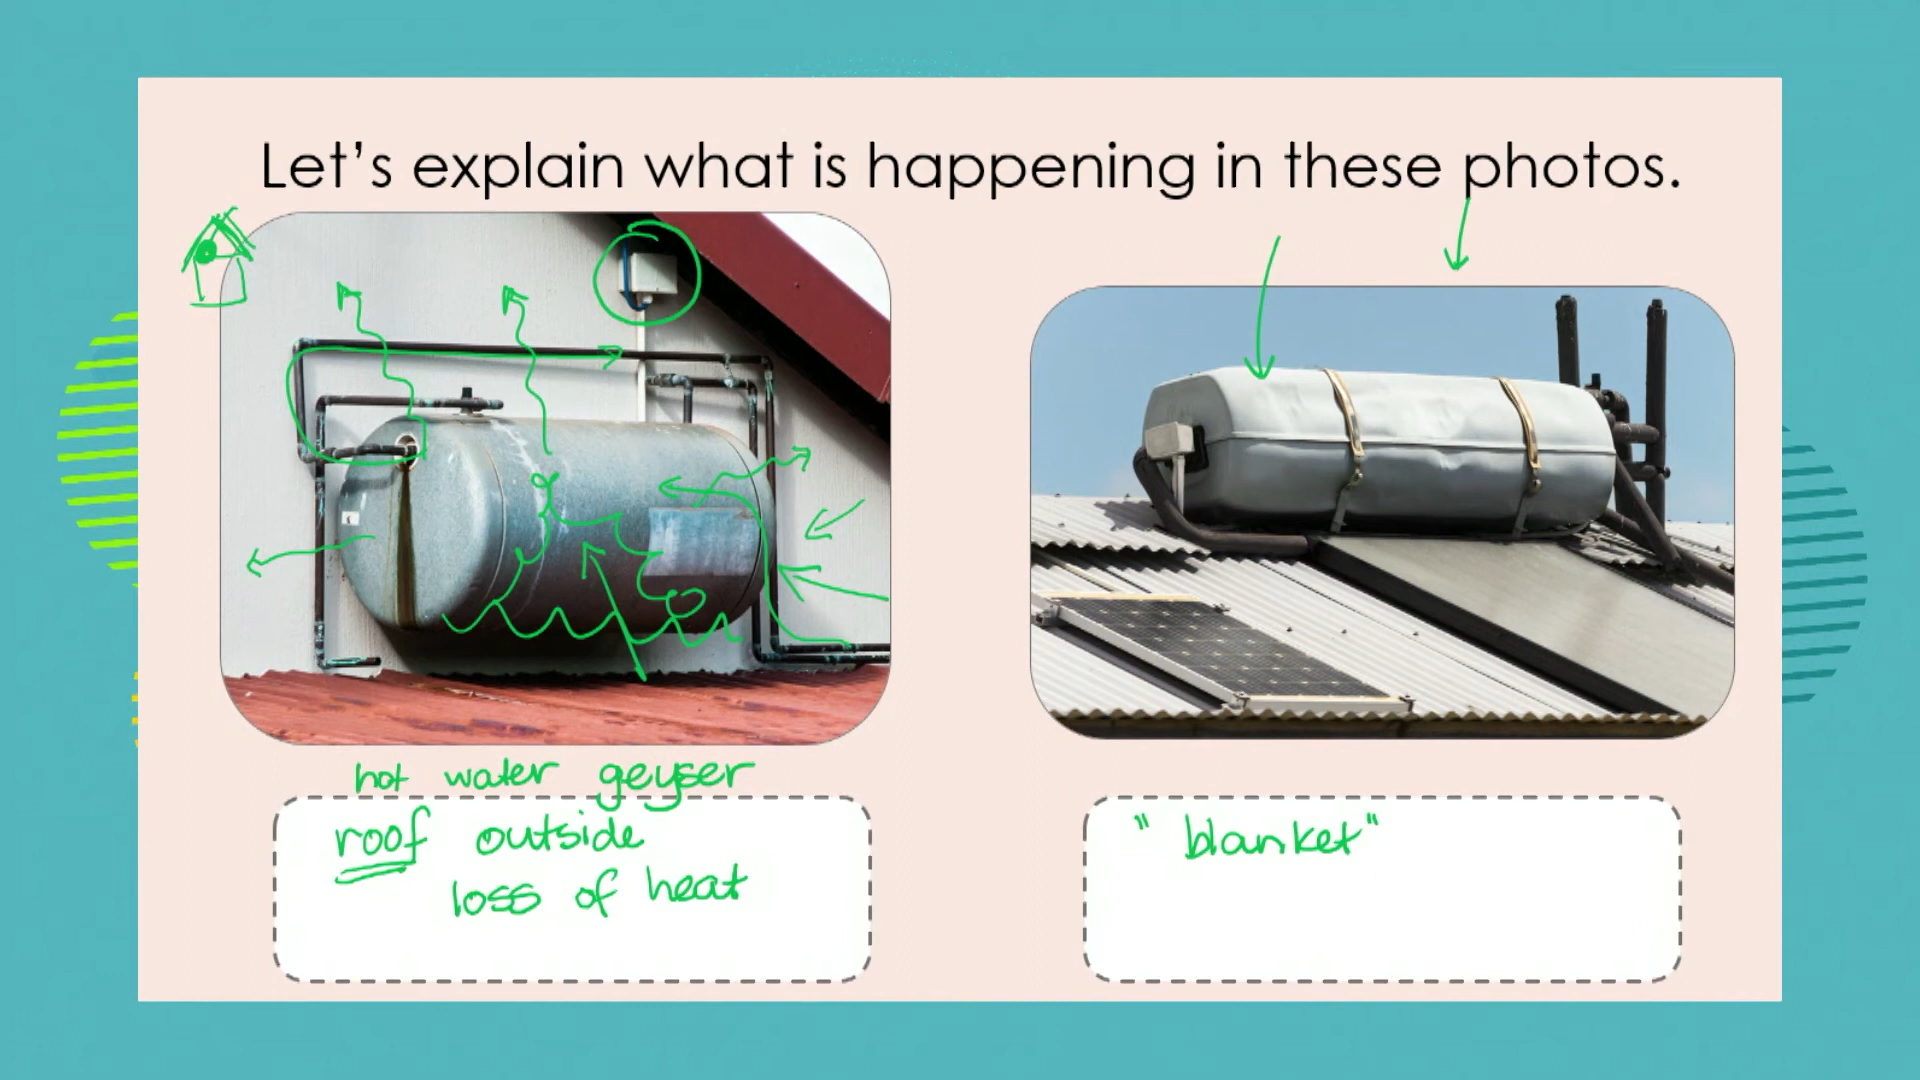 Let's explain what is happening in these photos.
hot water geyser
roof outside
loss of heat
" blanket"